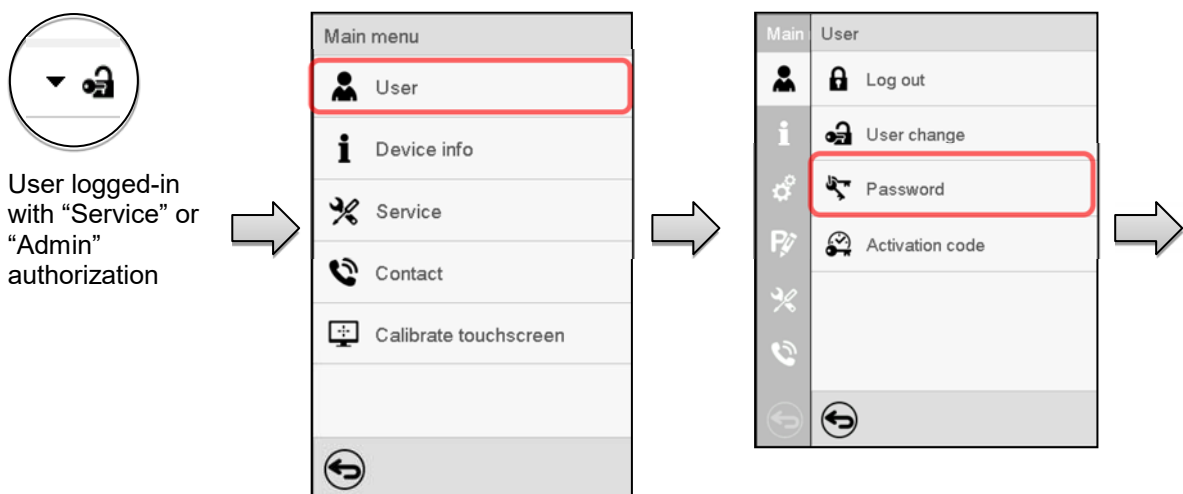 User logged-in
with “Service” or
“Admin”
authorization
Main menu
User
Device info
Service
Contact
Calibrate touchscreen
Main
User
Log out
User change
Password
Activation code